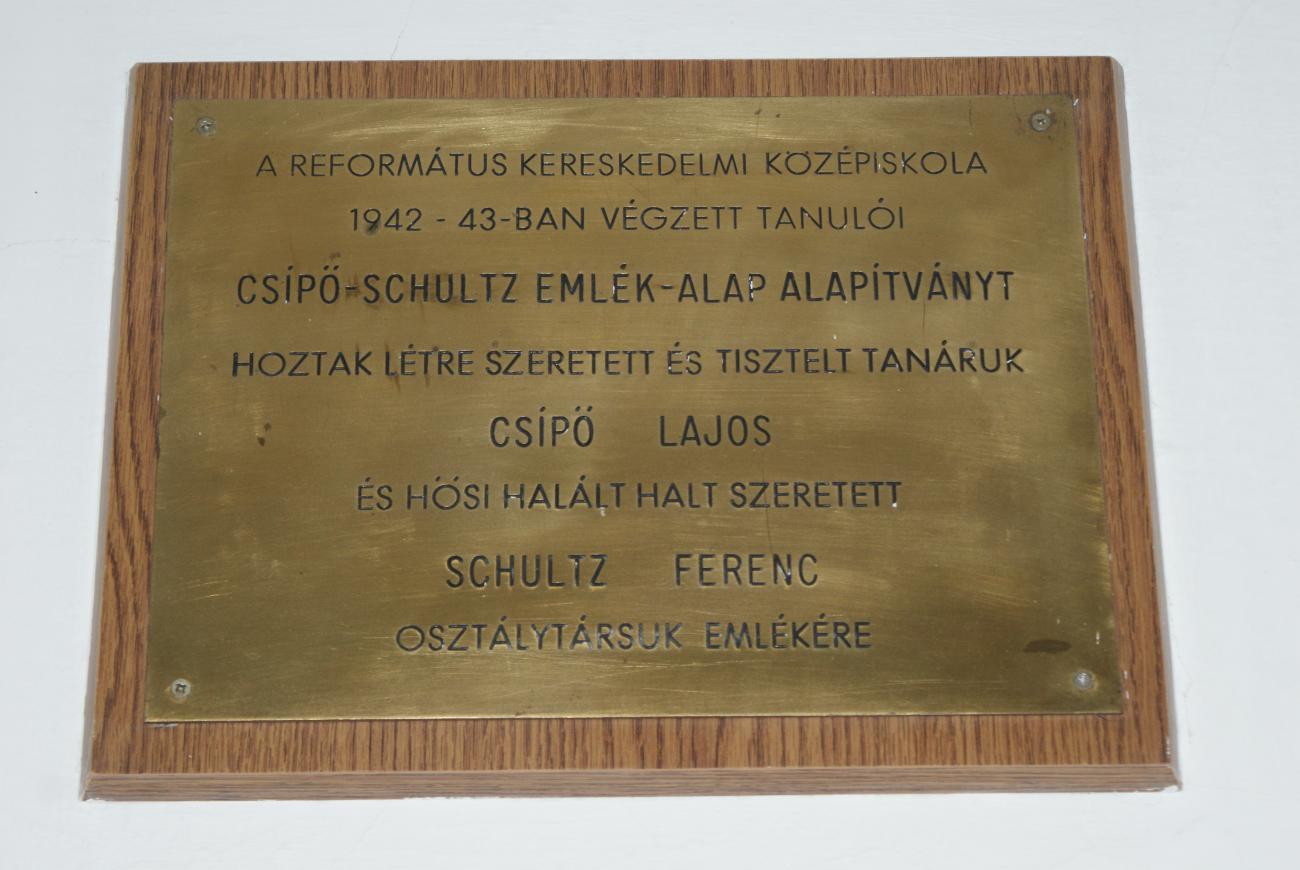 A REFORMÁTUS KERESKEDELMI KÖZÉPISKOLA
1942 - 43-BAN VÉGZETT TANULÓI
CSÍPŐ-SCHULTZ EMLÉK-ALAP ALAPÍTVÁNYT
HOZTAK LÉTRE SZERETETT ÉS TISZTELT TANÁRUK
CSÍPŐ LAJOS
ÉS HŐSI HALÁLT HALT SZERETETT
SCHULTZ FERENC
OSZTÁLYTÁRSUK EMLÉKÉRE